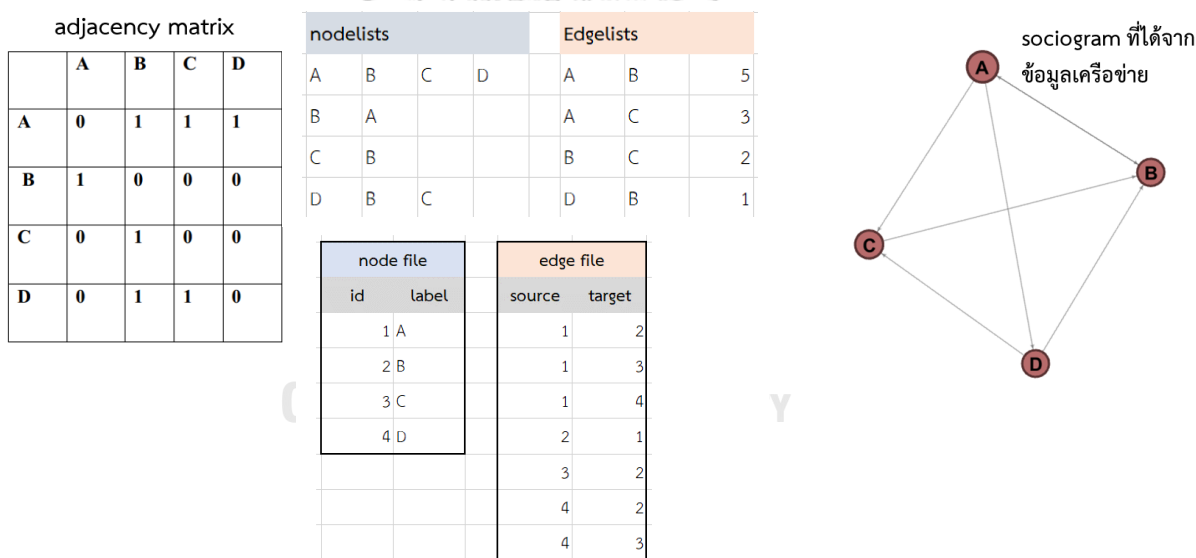 adjacency matrix
A B C D
A 0 1 1 1
B 1 0 0 0
C 0 1 0 0
D 0 1 1 0
nodelists
A B C D
B A
C B
D B C
Edgelists
A B 5
A C 3
B C 2
D B 1
node file
id label
1 A
2 B
3 C
4 D
edge file
source target
1 2
1 3
1 4
2 1
3 2
4 2
4 3
sociogram ที่ได้จาก
ข้อมูลเครือข่าย
A
B
C
D
Y